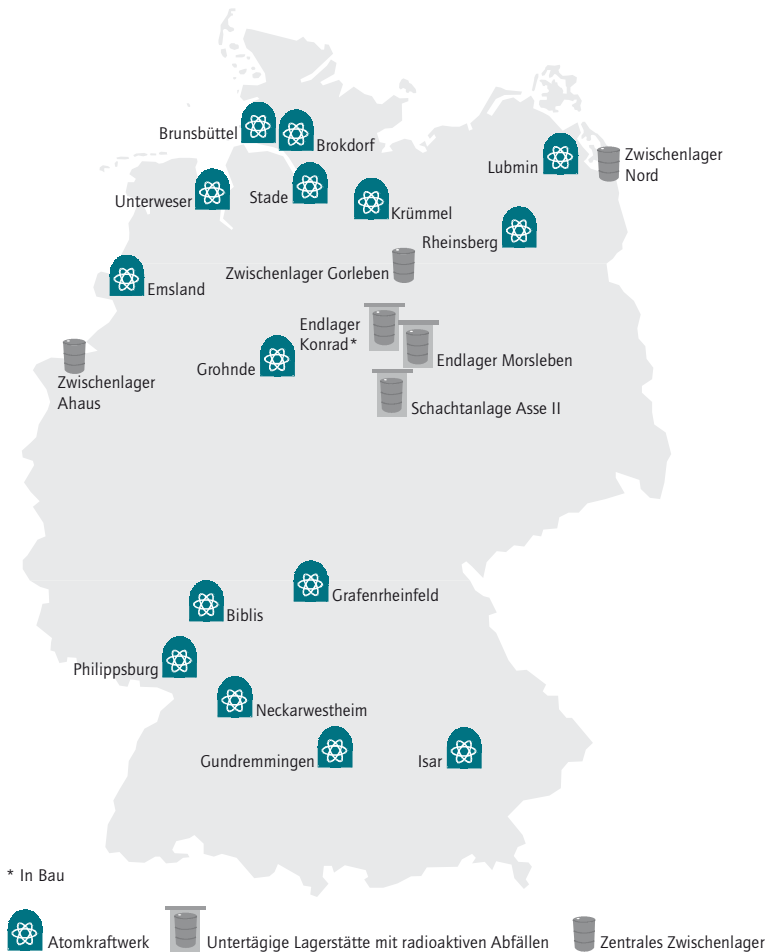 Brunsbüttel
Brokdorf
Lubmin
Zwischenlager
Nord
Unterweser
Stade
Krümmel
Rheinsberg
Zwischenlager Gorleben
Emsland
Endlager
Konrad*
Endlager Morsleben
Grohnde
Zwischenlager
Ahaus
Schachtanlage Asse II
Grafenrheinfeld
Biblis
Philippsburg
Neckarwestheim
Gundremmingen
Isar
* In Bau
Atomkraftwerk
Untertägige Lagerstätte mit radioaktiven Abfällen
Zentrales Zwischenlager